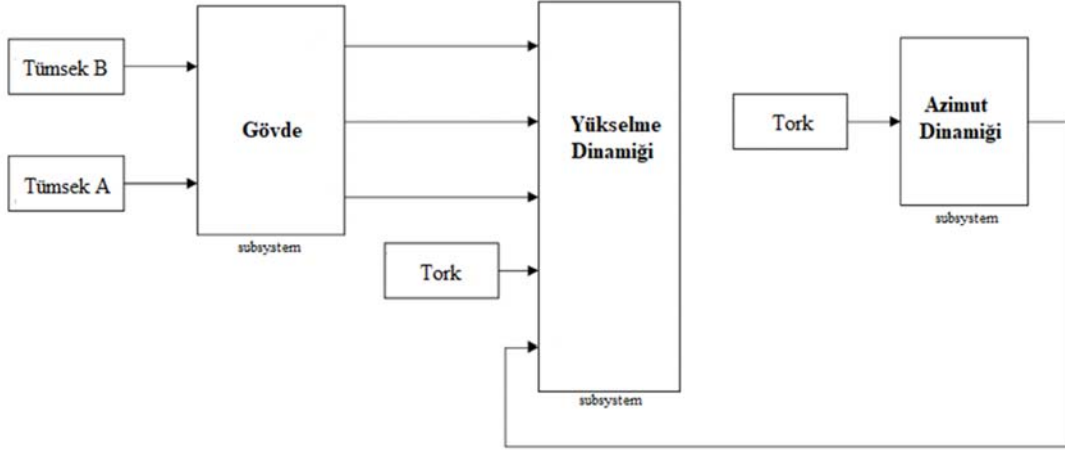 Tümsek B
Tümsek A
Gövde
subsystem
Tork
Yükselme
Dinamiği
subsystem
Tork
Azimut
Dinamiği
subsystem